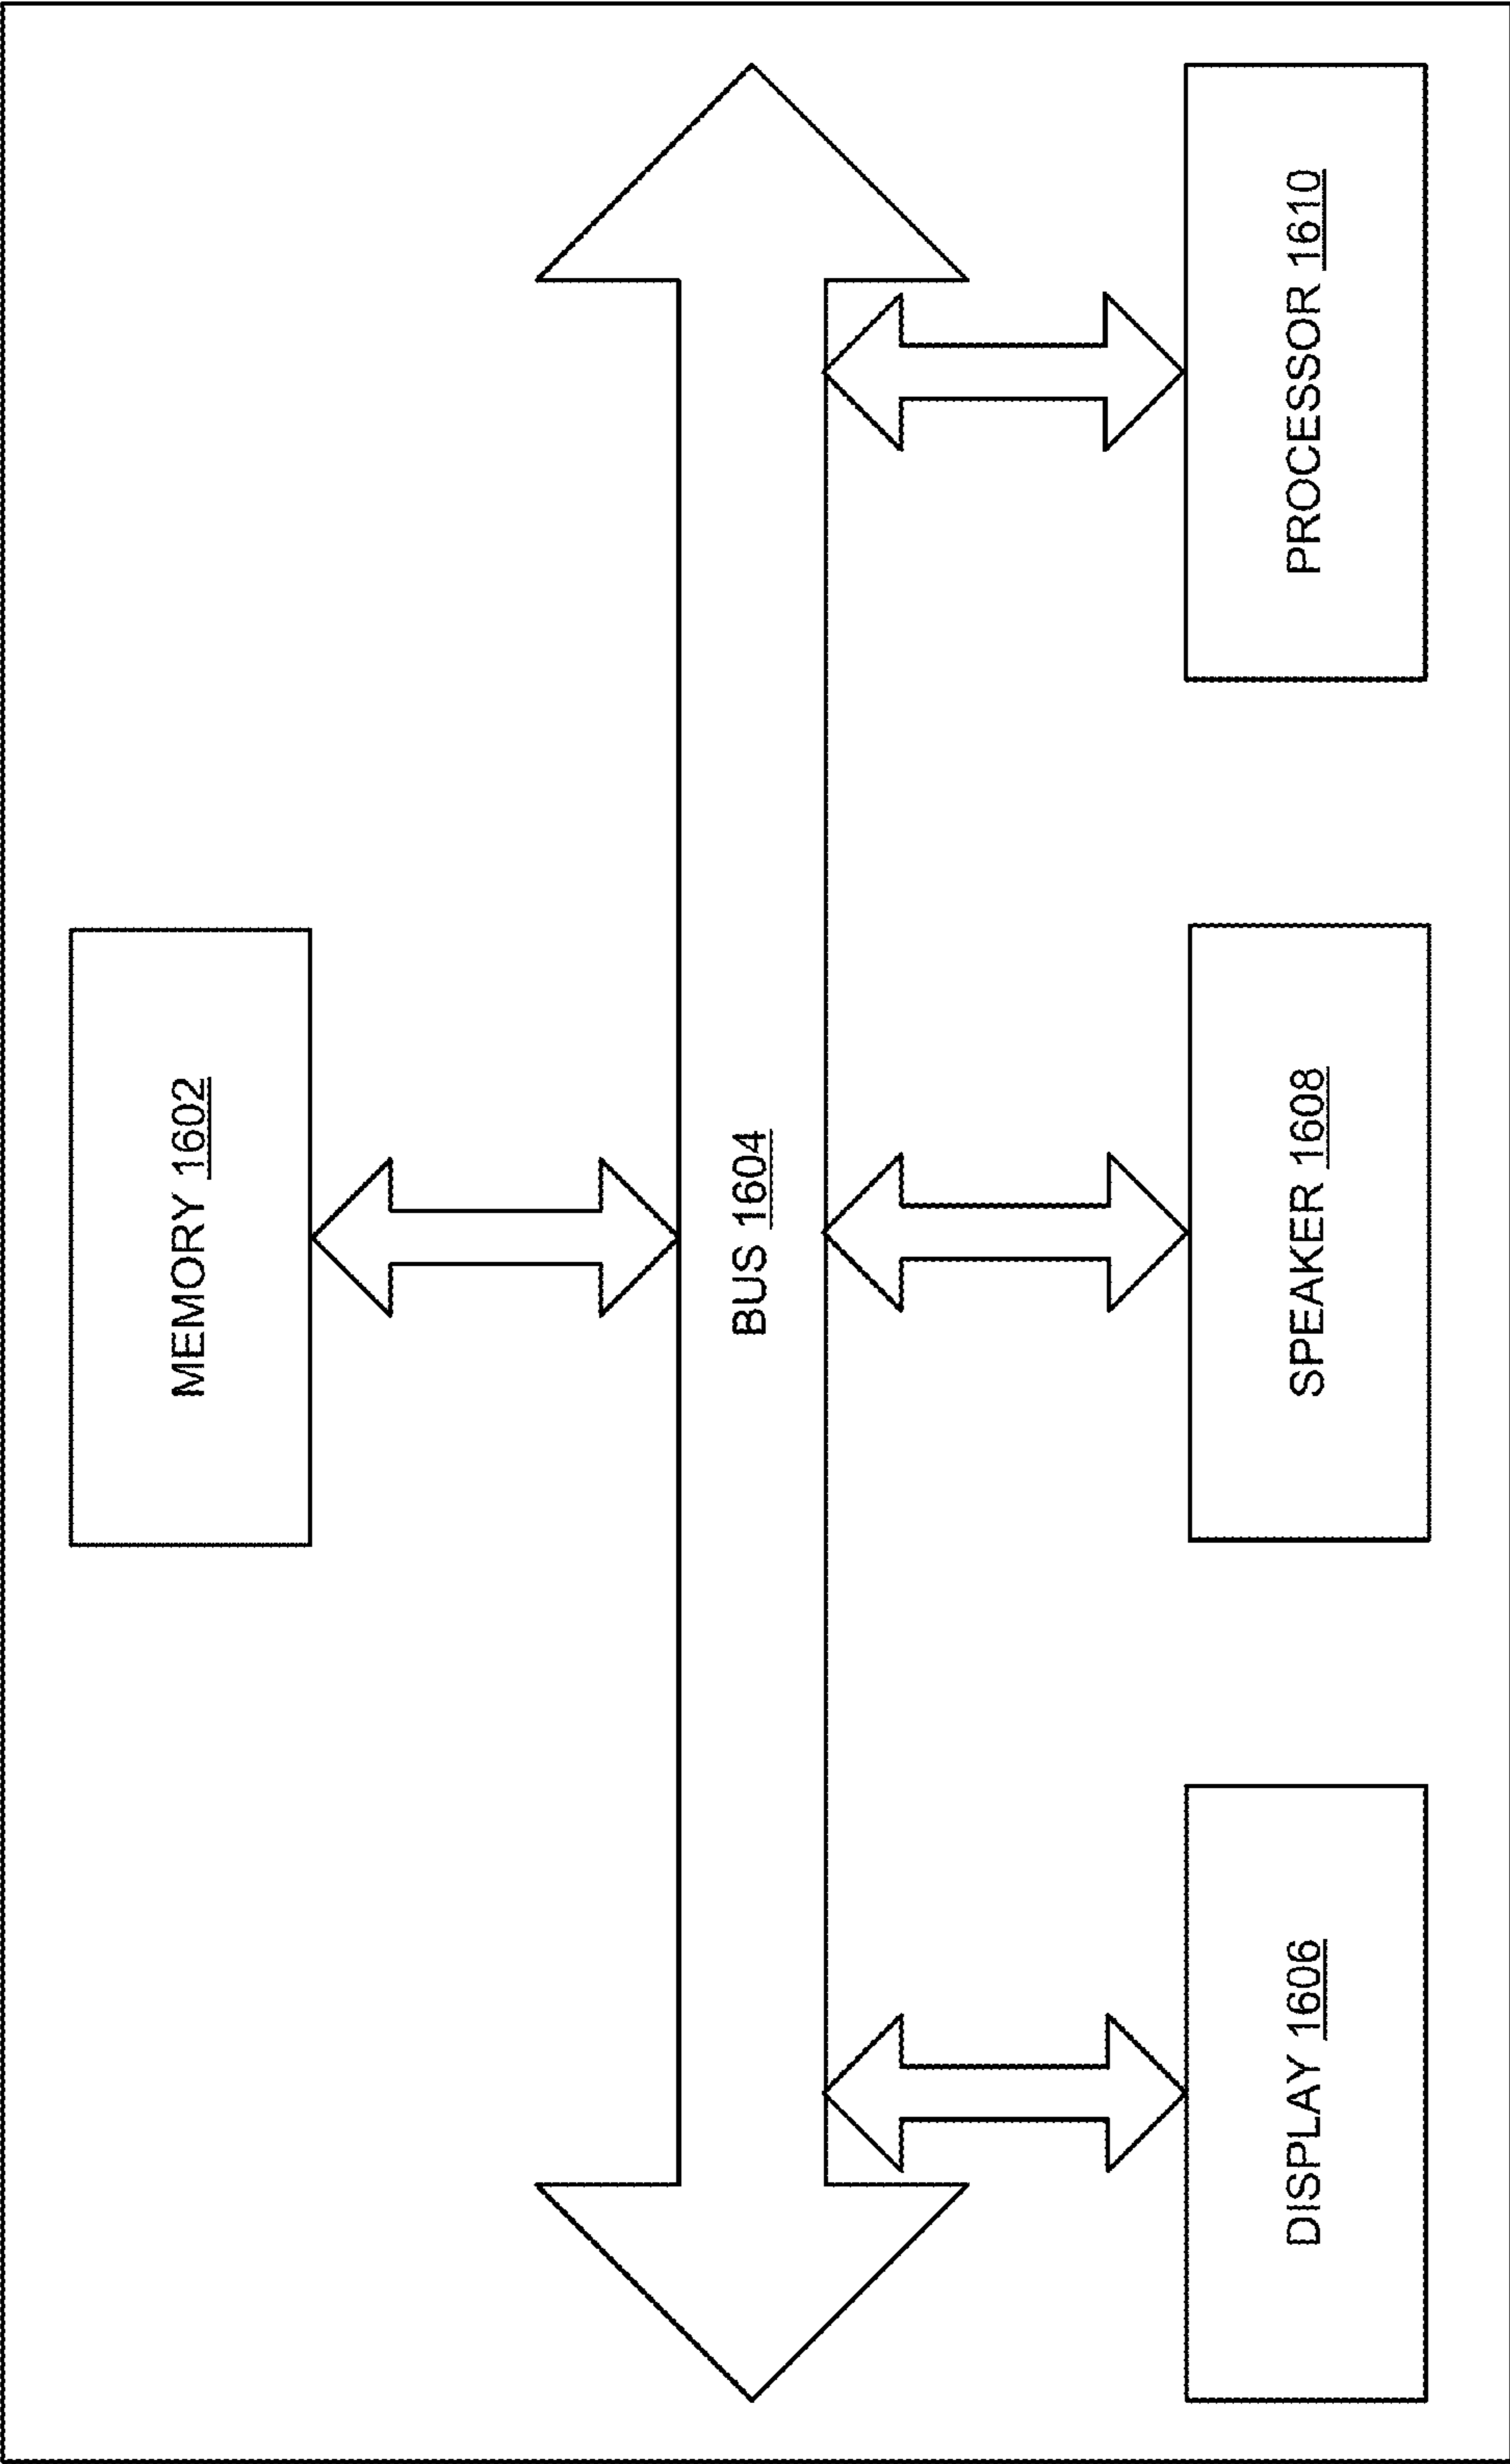 MEMORY 1602
BUS 1604
DISPLAY 1606
SPEAKER 1608
PROCESSOR 1610